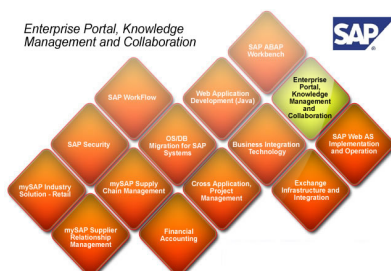 Enterprise Portal, Knowledge
Management and Collaboration
SAP
SAP ABAP
Workbench
SAP WorkFlow
Web Application
Development (Java)
Enterprise
Portal,
Knowledge
Management
and
Collaboration
SAP Security
OS/DB
Migration for SAP
Systems
Business Integration
Technology
SAP Web AS
Implementation
and Operation
mySAP Industry
Solution - Retail
mySAP Supply
Chain Management
Cross Application,
Project
Management
Exchange
Infrastructure and
Integration
mySAP Supplier
Relationship
Management
Financial
Accounting